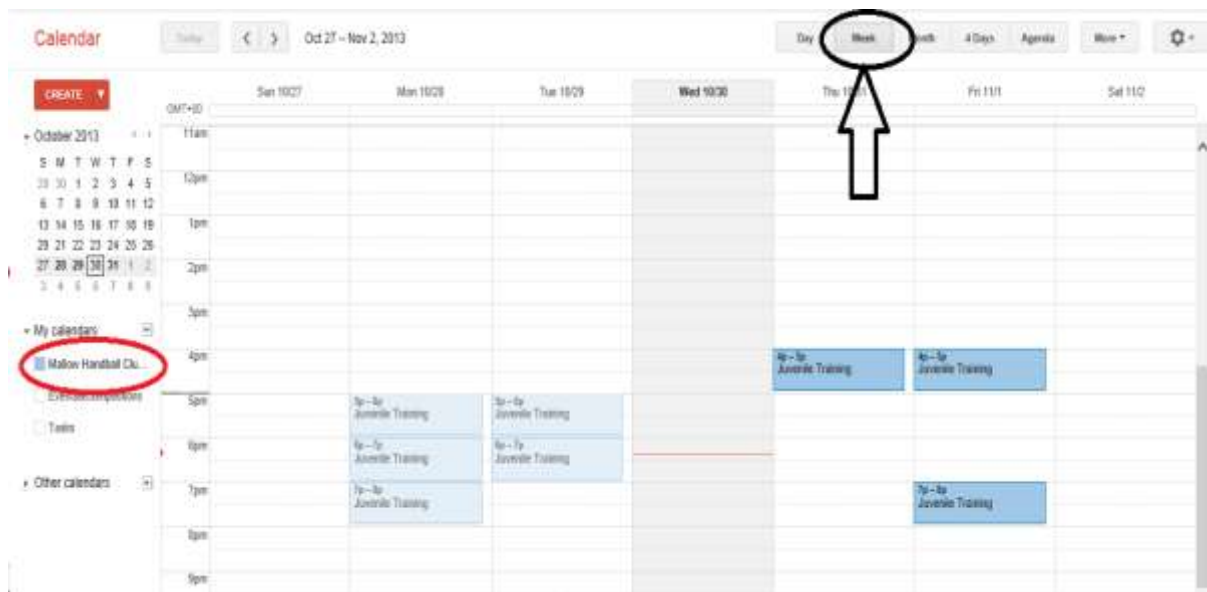 Calendar
Today
Oct 27 – Nov 2, 2013
Day Week Month 4 Days Agenda More
CREATE
Sun 10/27 Mon 10/28 Tue 10/29 Wed 10/30 Thu 10/31 Fri 11/1 Sat 11/2
October 2013
S M T W T F S
29 30 1 2 3 4 5
6 7 8 9 10 11 12
13 14 15 16 17 18 19
20 21 22 23 24 25 26
27 28 29 30 31 1 2
3 4 5 6 7 8 9
My calendars
Mallow Handball Clu...
Tasks
Other calendars
11am
12pm
1pm
2pm
3pm
4pm
5pm
6pm
7pm
8pm
9pm
5p – 6p
Juvenile Training
6p – 7p
Juvenile Training
7p – 8p
Juvenile Training
5p – 6p
Juvenile Training
6p – 7p
Juvenile Training
4p – 5p
Juvenile Training
4p – 5p
Juvenile Training
7p – 8p
Juvenile Training